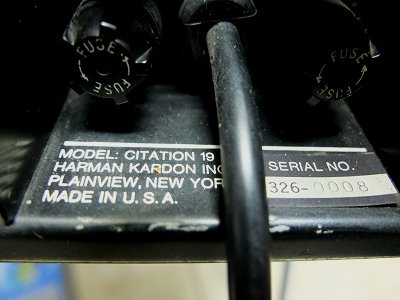 FUSE FUSE
FUSE FUSE
MODEL: CITATION 19 SERIAL NO.
HARMAN KARDON INC 326-0008
PLAINVIEW, NEW YOR
MADE IN U.S.A.